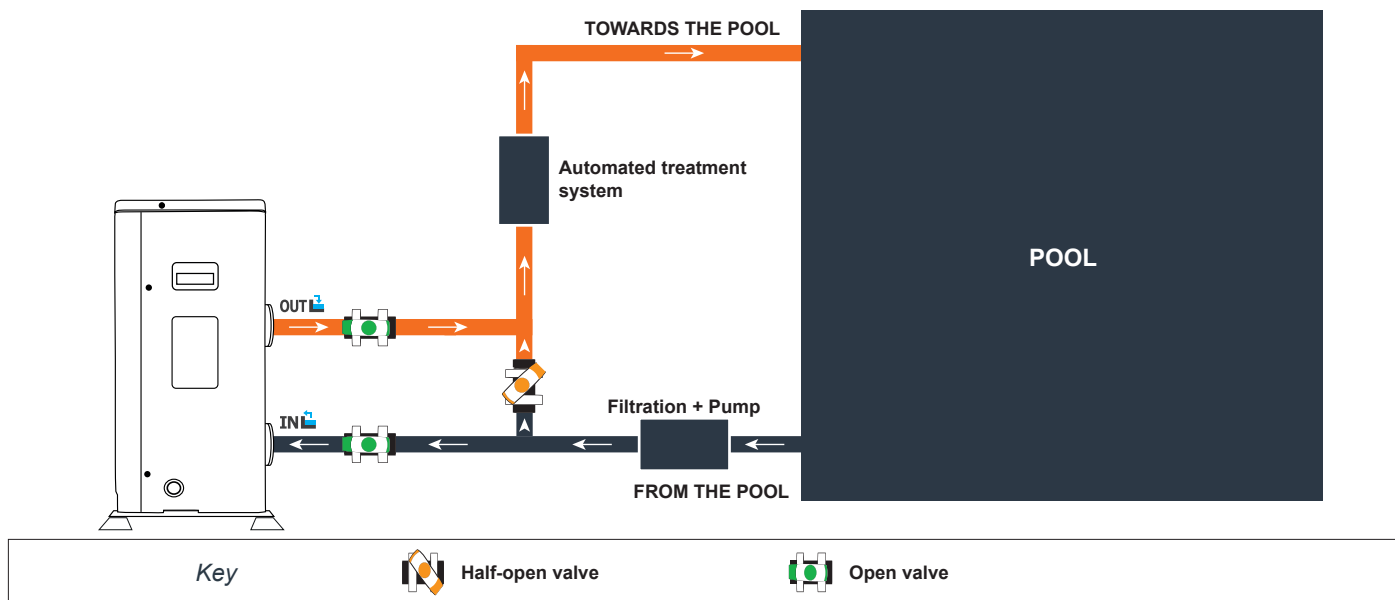 TOWARDS THE POOL
Automated treatment
system
POOL
OUT
IN
Filtration + Pump
FROM THE POOL
Key
Half-open valve
Open valve